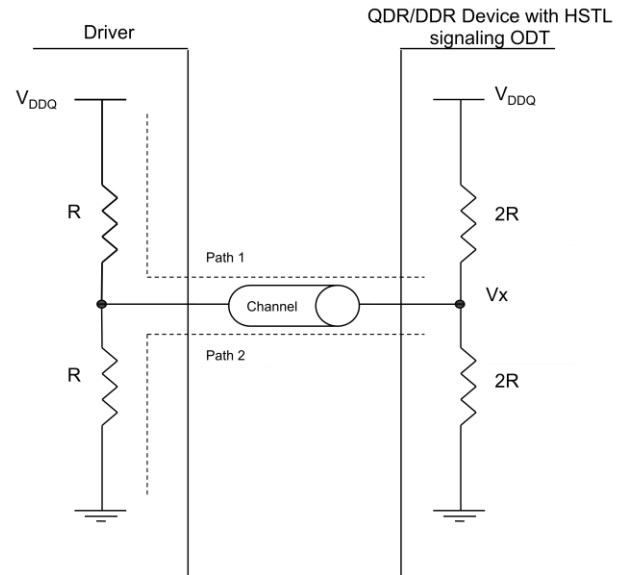 Driver
QDR/DDR Device with HSTL
signaling ODT
VDDQ
VDDQ
R
2R
Path 1
Channel
Vx
Path 2
R
2R